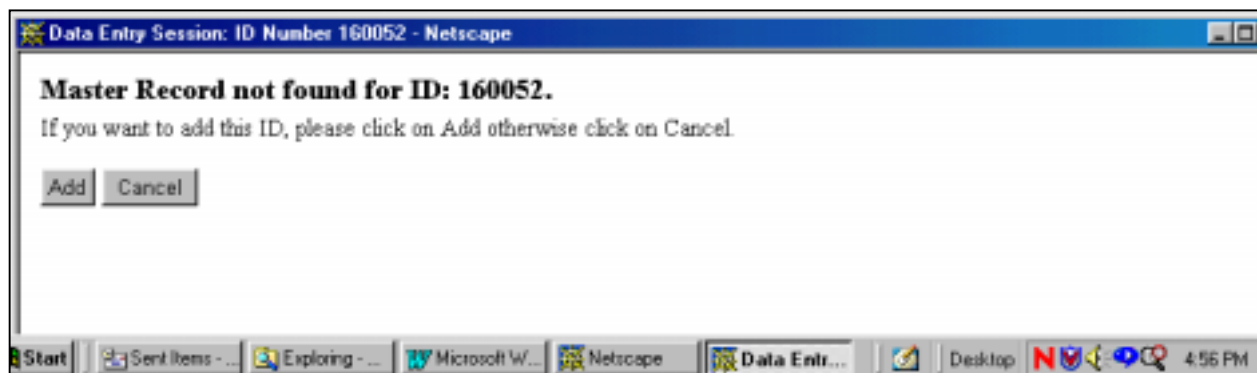 Data Entry Session: ID Number 160052 - Netscape
Master Record not found for ID: 160052.
If you want to add this ID, please click on Add otherwise click on Cancel.
Add Cancel
Start Sent Items - ... Exploring - ... Microsoft W... Netscape Data Entr... Desktop N 4:56 PM